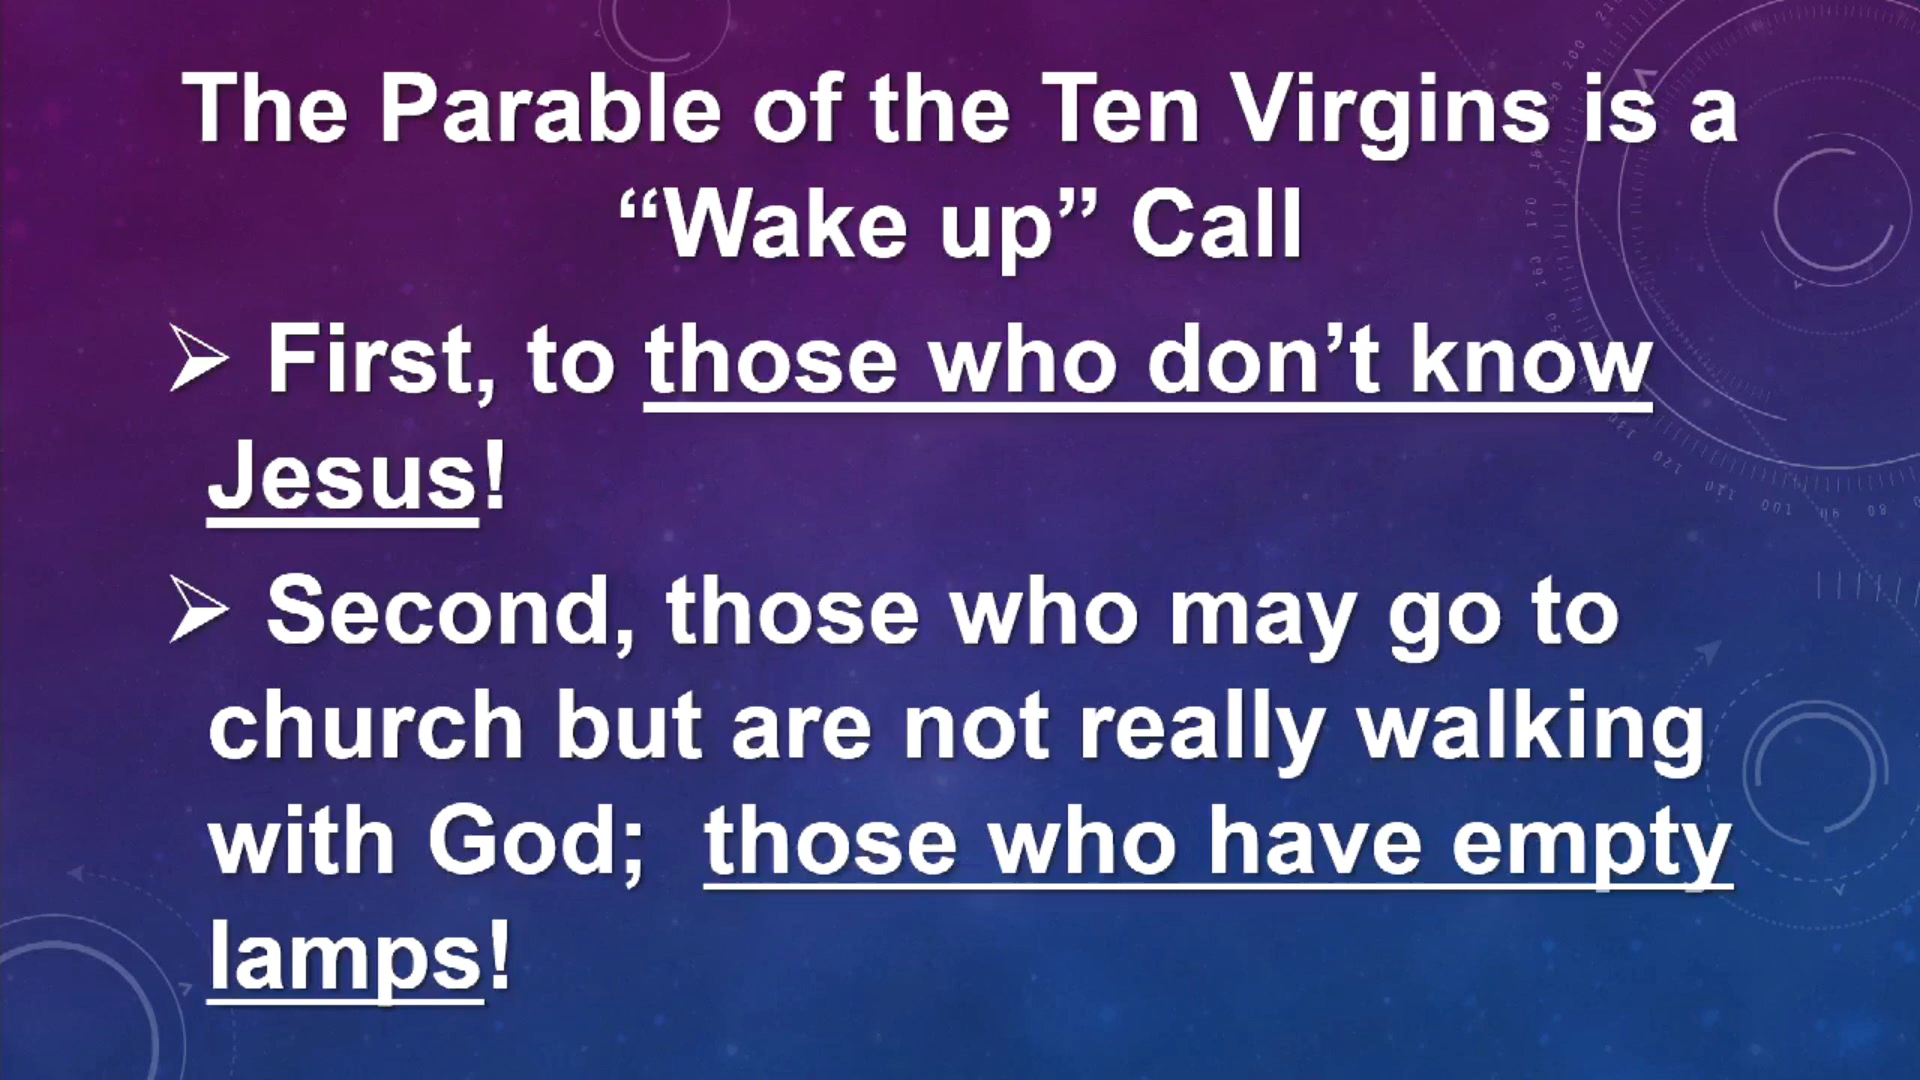 The Parable of the Ten Virgins is a
“Wake up” Call
➢ First, to those who don’t know
Jesus!
➢ Second, those who may go to
church but are not really walking
with God;  those who have empty
lamps!